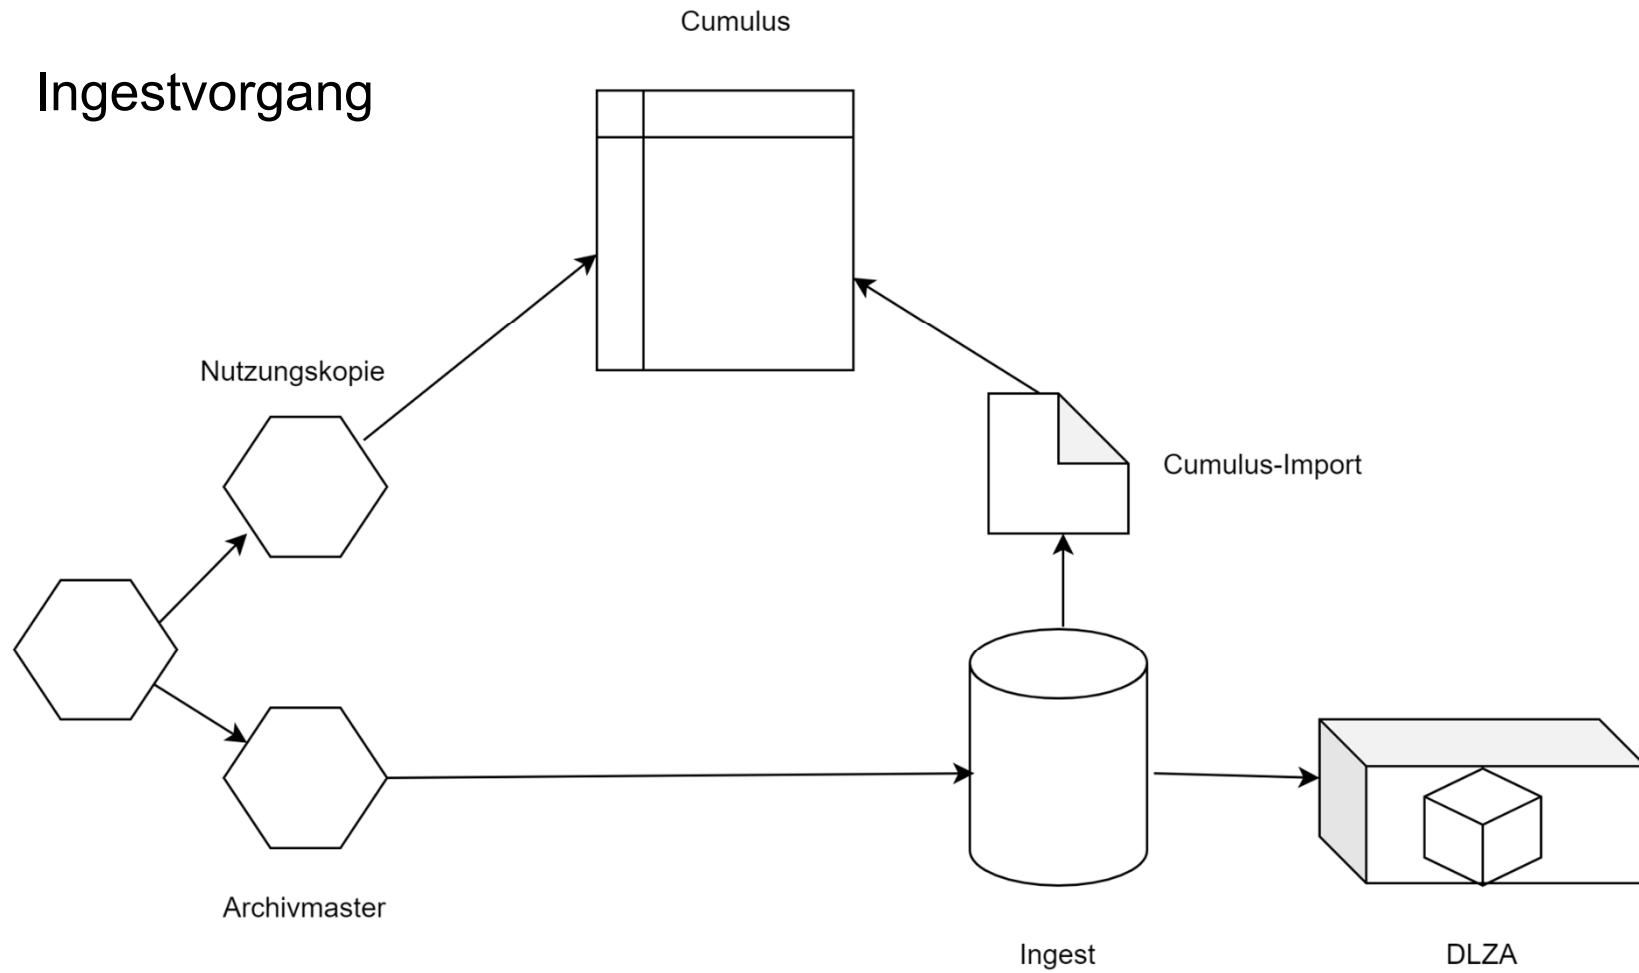 Cumulus
Ingestvorgang
Nutzungskopie
Cumulus-Import
Archivmaster
Ingest
DLZA